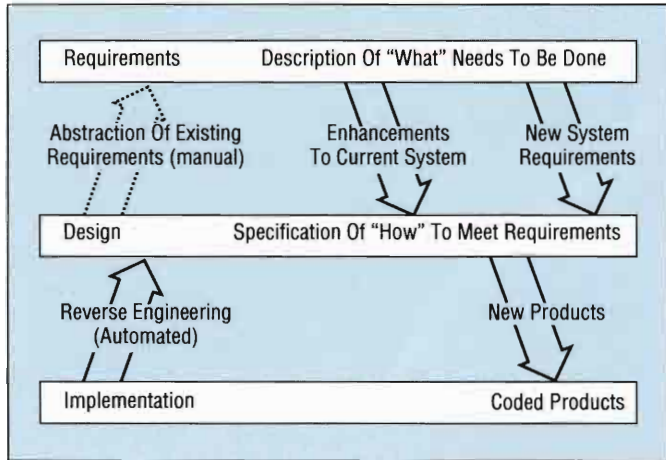 Requirements Description Of "What" Needs To Be Done
Abstraction Of Existing
Requirements (manual)
Enhancements
To Current System
New System
Requirements
Design Specification Of "How" To Meet Requirements
Reverse Engineering
(Automated)
New Products
Implementation Coded Products